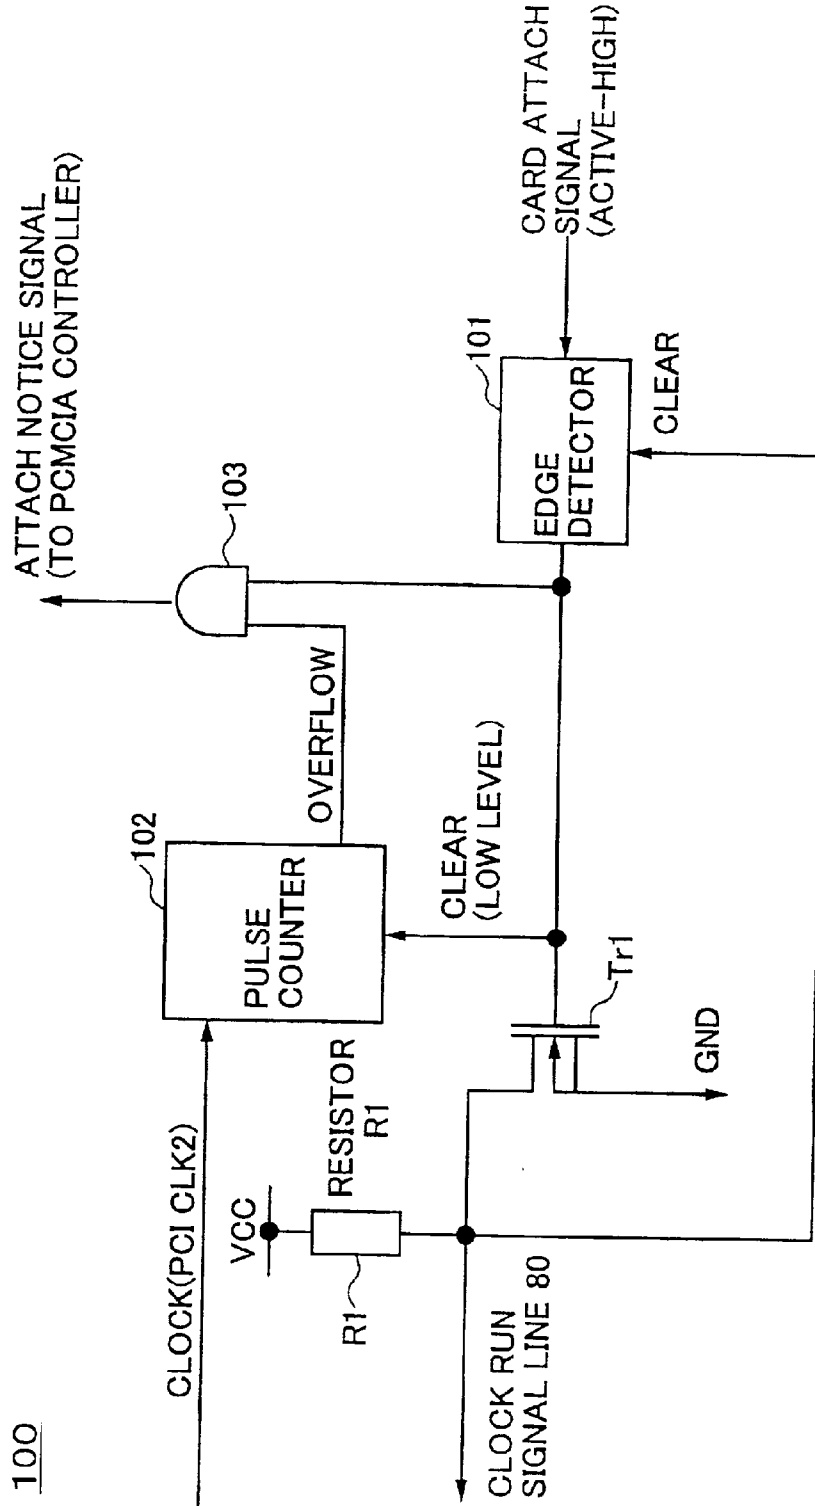 100
ATTACH NOTICE SIGNAL
(TO PCMCIA CONTROLLER)
CLOCK(PCI CLK2)
102
PULSE
COUNTER
OVERFLOW
103
VCC
RESISTOR
R1
R1
CLEAR
(LOW LEVEL)
101
EDGE
DETECTOR
CARD ATTACH
SIGNAL
(ACTIVE-HIGH)
CLEAR
Tr1
GND
CLOCK RUN
SIGNAL LINE 80